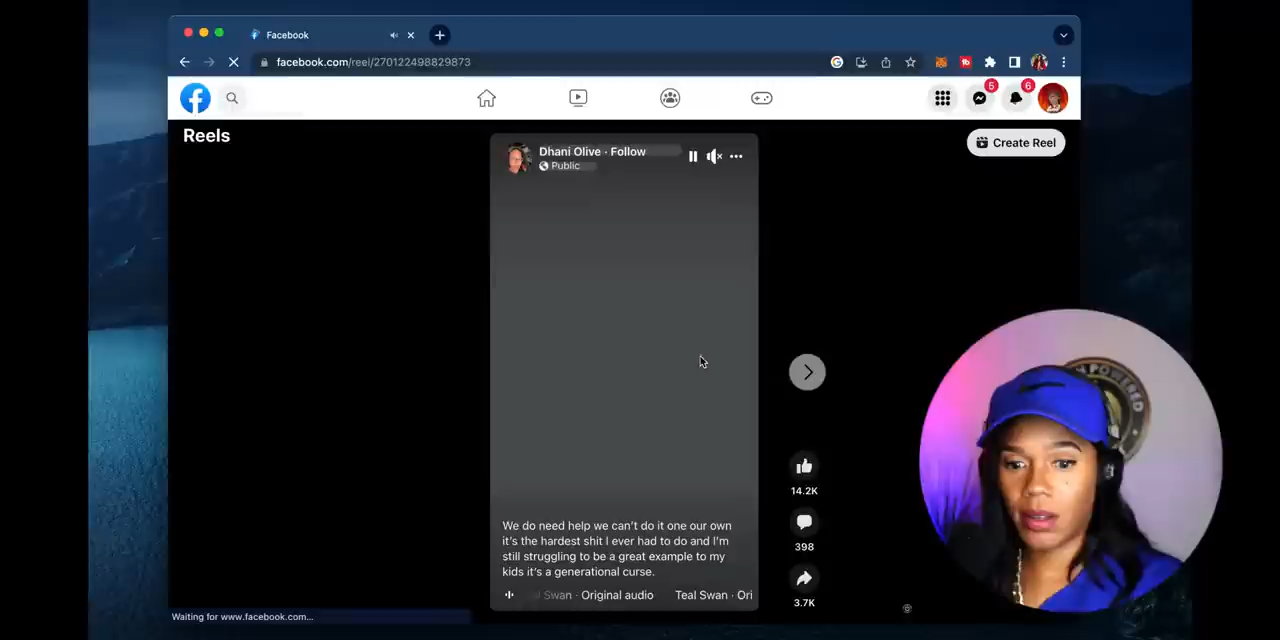 Facebook
facebook.com/reel/270122498829873
5
6
Reels
Create Reel
Dhani Olive · Follow
Public
14.2K
398
3.7K
We do need help we can't do it one our own
it's the hardest shit I ever had to do and I'm
still struggling to be a great example to my
kids it's a generational curse.
Swan · Original audio
Teal Swan · Ori
Waiting for www.facebook.com...